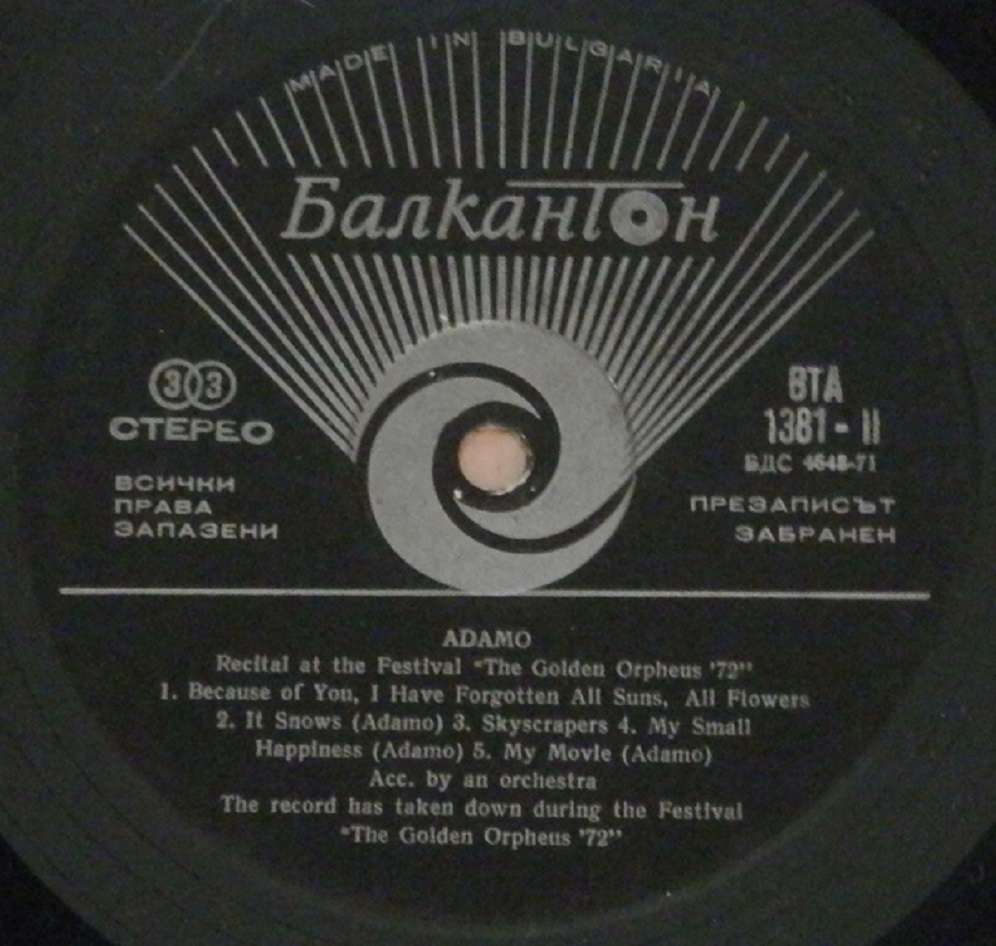 MADE IN BULGARIA
Балкантон
33
СТЕРЕО
ВСИЧКИ
ПРАВА
ЗАПАЗЕНИ
ВТА
1381 - II
БДС 4648-71
ПРЕЗАПИСЪТ
ЗАБРАНЕН
ADAMO
Recital at the Festival "The Golden Orpheus '72"
1. Because of You, I Have Forgotten All Suns, All Flowers
2. It Snows (Adamo) 3. Skyscrapers 4. My Small
Happiness (Adamo) 5. My Movie (Adamo)
Acc. by an orchestra
The record has taken down during the Festival
"The Golden Orpheus '72"